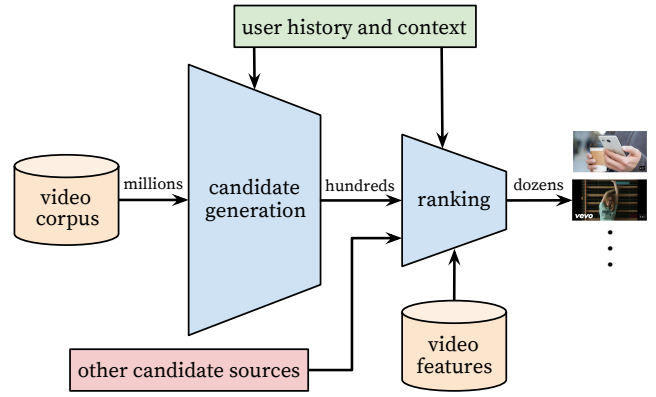 user history and context
video
corpus
millions
candidate
generation
hundreds
ranking
dozens
vevo
other candidate sources
video
features